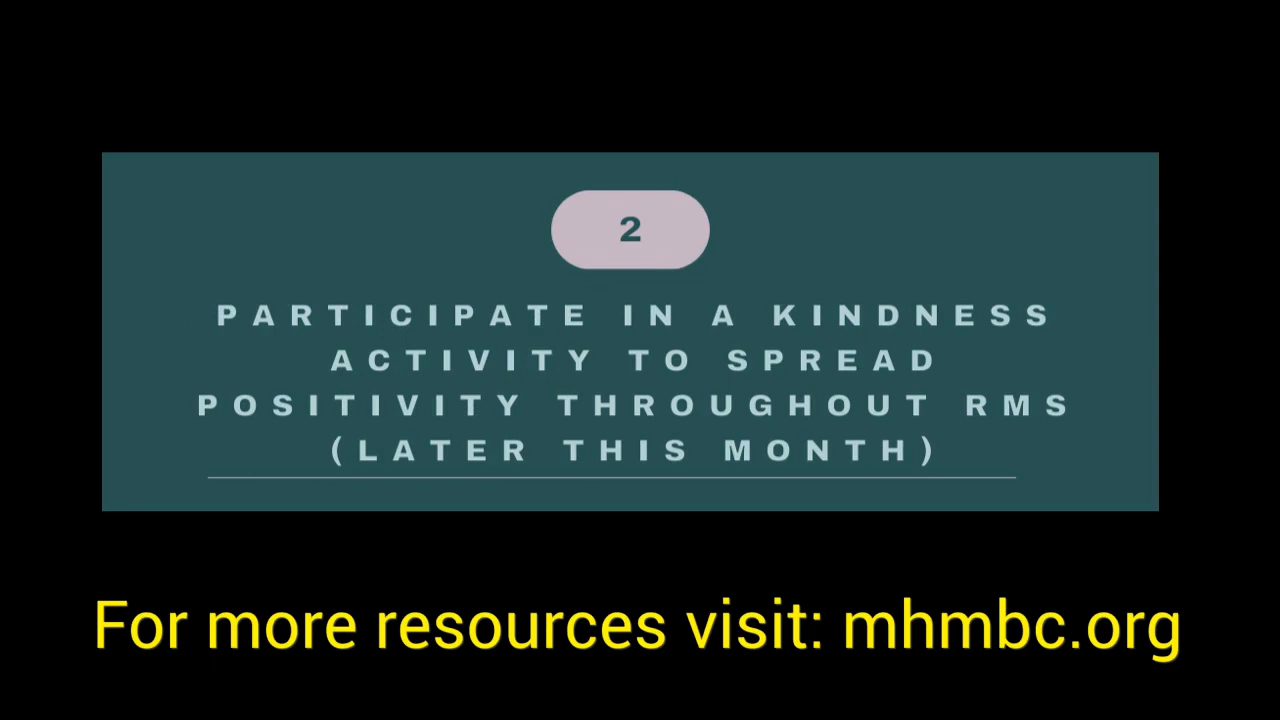 2
PARTICIPATE IN A KINDNESS
ACTIVITY TO SPREAD
POSITIVITY THROUGHOUT RMS
(LATER THIS MONTH)
For more resources visit: mhmbc.org